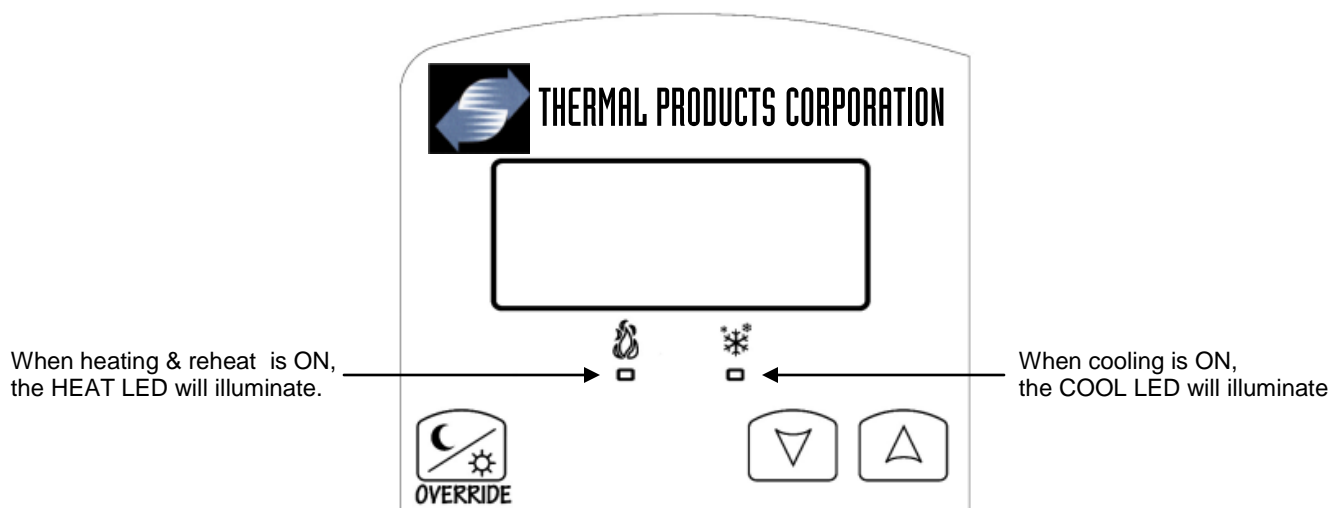 THERMAL PRODUCTS CORPORATION
When heating & reheat is ON,
the HEAT LED will illuminate.
When cooling is ON,
the COOL LED will illuminate
OVERRIDE